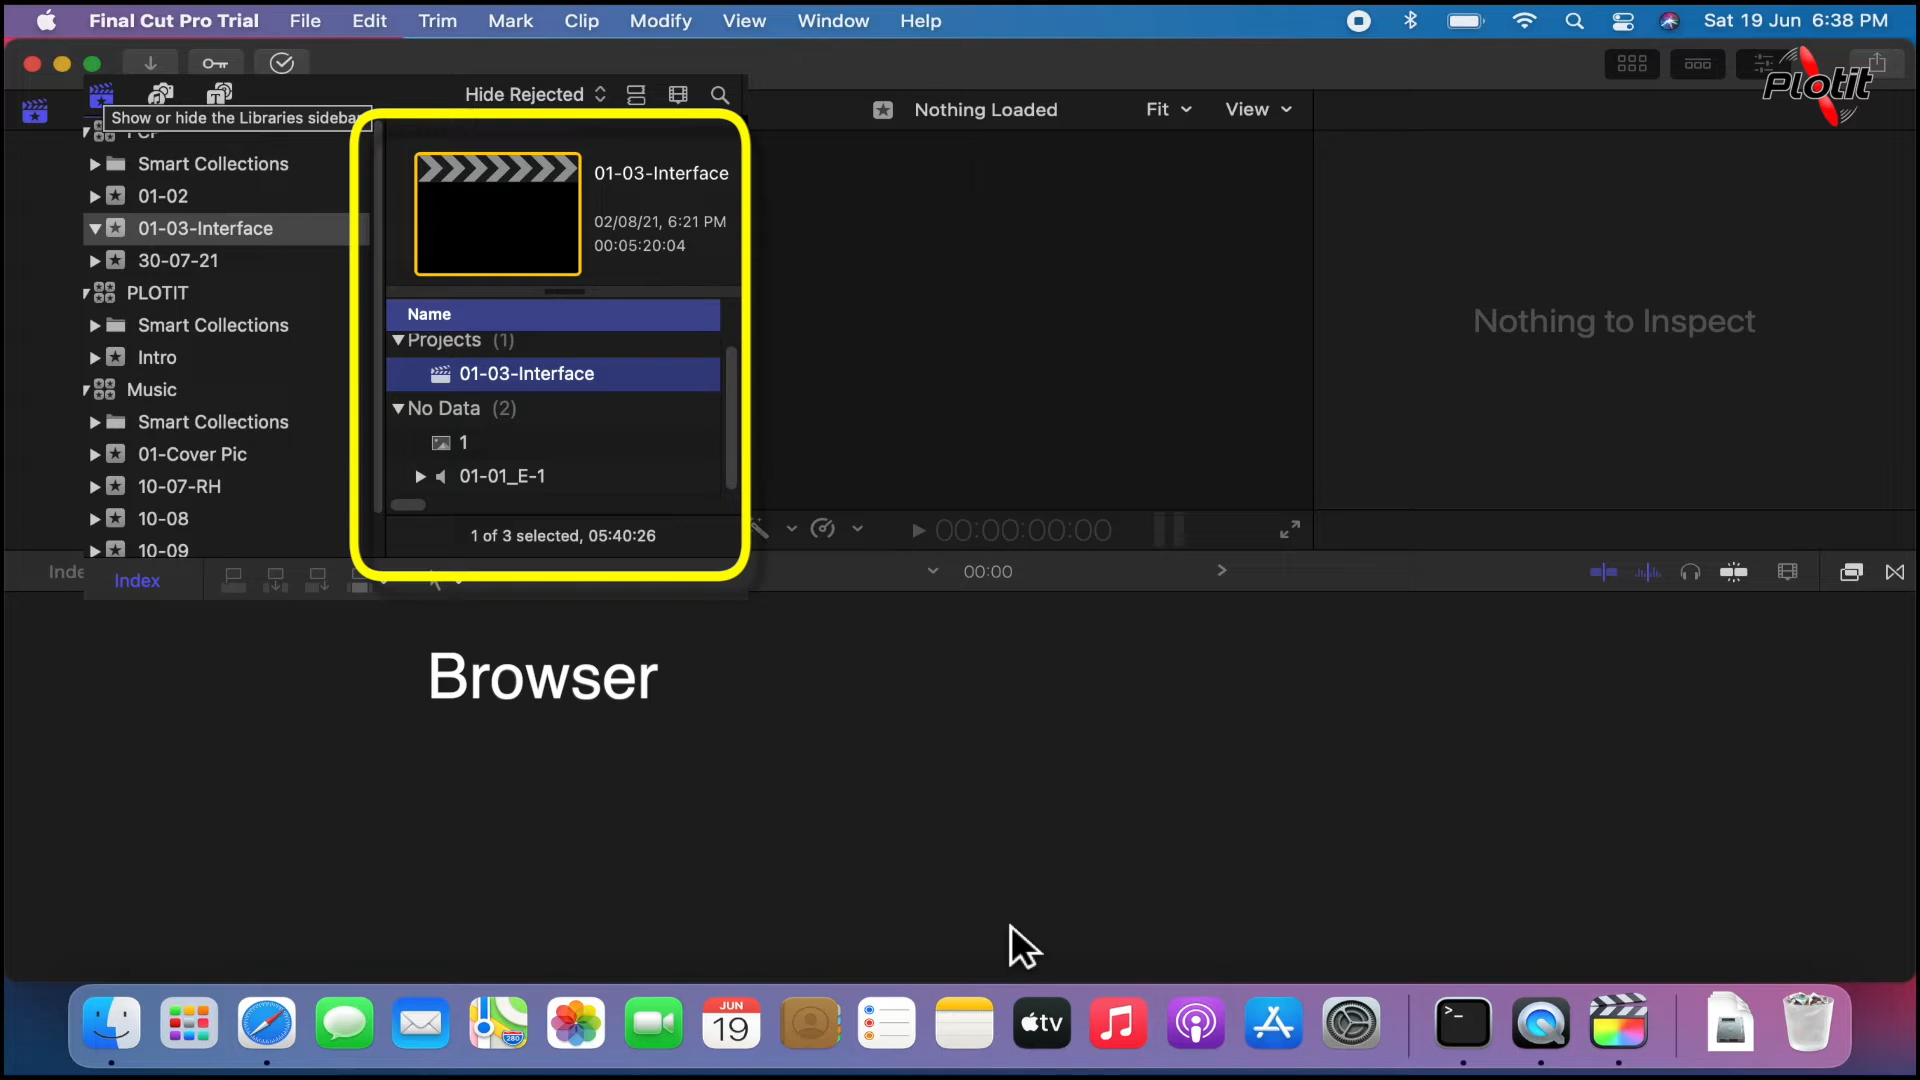 Final Cut Pro Trial File Edit Trim Mark Clip Modify View Window Help Sat 19 Jun 6:38 PM
Plotit
Hide Rejected
Nothing Loaded Fit View
Show or hide the Libraries sidebar
FCP
Smart Collections
01-02
01-03-Interface
30-07-21
PLOTIT
Smart Collections
Intro
Music
Smart Collections
01-Cover Pic
10-07-RH
10-08
10-09
01-03-Interface
02/08/21, 6:21 PM
00:05:20:04
Name
Projects (1)
01-03-Interface
No Data (2)
1
01-01_E-1
1 of 3 selected, 05:40:26
Nothing to Inspect
00:00:00:00
Inde
Index
00:00
Browser
280
JUN
19
tv
>_